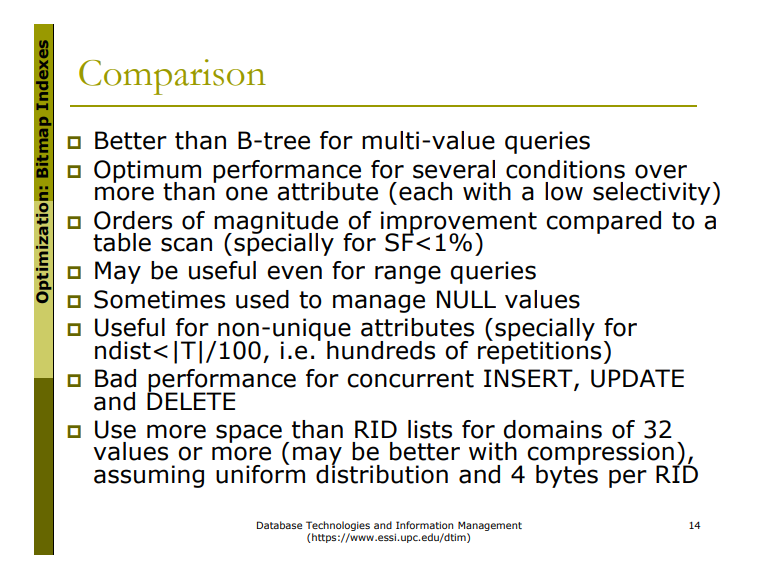 Optimization: Bitmap Indexes
Comparison
Better than B-tree for multi-value queries
Optimum performance for several conditions over
more than one attribute (each with a low selectivity)
Orders of magnitude of improvement compared to a
table scan (specially for SF<1%)
May be useful even for range queries
Sometimes used to manage NULL values
Useful for non-unique attributes (specially for
ndist<|T|/100, i.e. hundreds of repetitions)
Bad performance for concurrent INSERT, UPDATE
and DELETE
Use more space than RID lists for domains of 32
values or more (may be better with compression),
assuming uniform distribution and 4 bytes per RID
Database Technologies and Information Management
(https://www.essi.upc.edu/dtim)
14